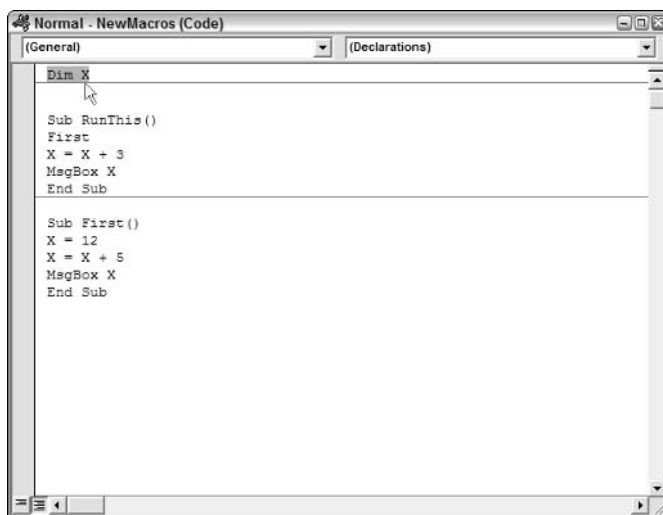 Normal - NewMacros (Code)
(General)
(Declarations)
Dim X
Sub RunThis()
First
X = X + 3
MsgBox X
End Sub
Sub First()
X = 12
X = X + 5
MsgBox X
End Sub